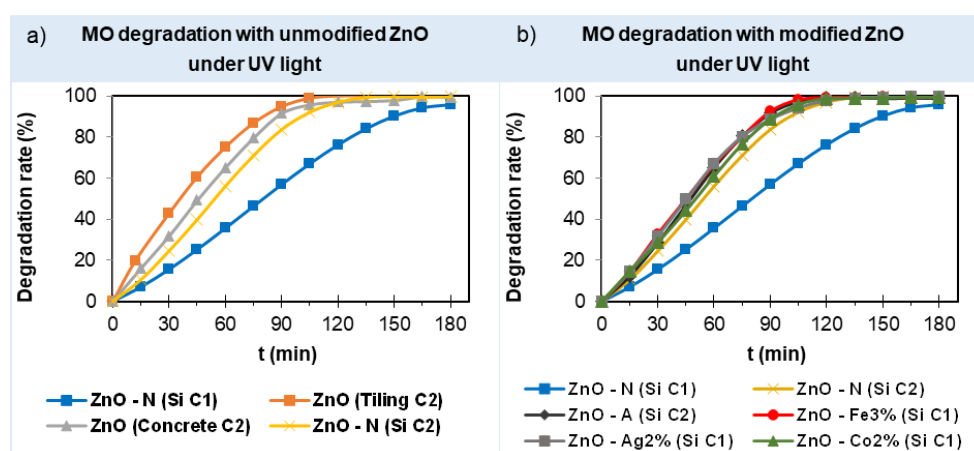 a) MO degradation with unmodified ZnO
under UV light
Degradation rate (%)
100
80
60
40
20
0
0 30 60 90 120 150 180
t (min)
ZnO - N (Si C1) ZnO (Tiling C2)
ZnO (Concrete C2) ZnO - N (Si C2)
b) MO degradation with modified ZnO
under UV light
Degradation rate (%)
100
80
60
40
20
0
0 30 60 90 120 150 180
t (min)
ZnO - N (Si C1) ZnO - N (Si C2)
ZnO - A (Si C2) ZnO - Fe3% (Si C1)
ZnO - Ag2% (Si C1) ZnO - Co2% (Si C1)